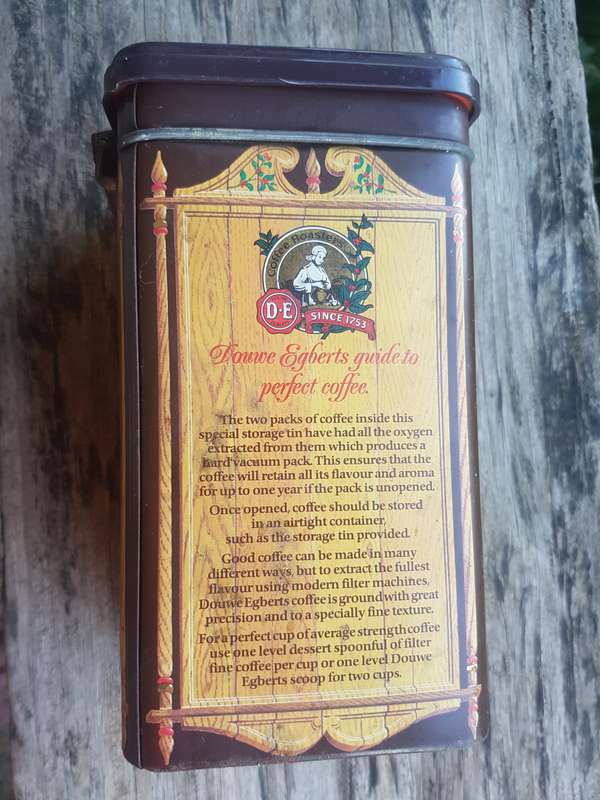 Coffee Roasters
D·E
SINCE 1753
Douwe Egberts guide to
perfect coffee.
The two packs of coffee inside this
special storage tin have had all the oxygen
extracted from them which produces a
hard vacuum pack. This ensures that the
coffee will retain all its flavour and aroma
for up to one year if the pack is unopened.
Once opened, coffee should be stored
in an airtight container,
such as the storage tin provided.
Good coffee can be made in many
different ways, but to extract the fullest
flavour using modern filter machines,
Douwe Egberts coffee is ground with great
precision and to a specially fine texture.
For a perfect cup of average strength coffee
use one level dessert spoonful of filter
fine coffee per cup or one level Douwe
Egberts scoop for two cups.